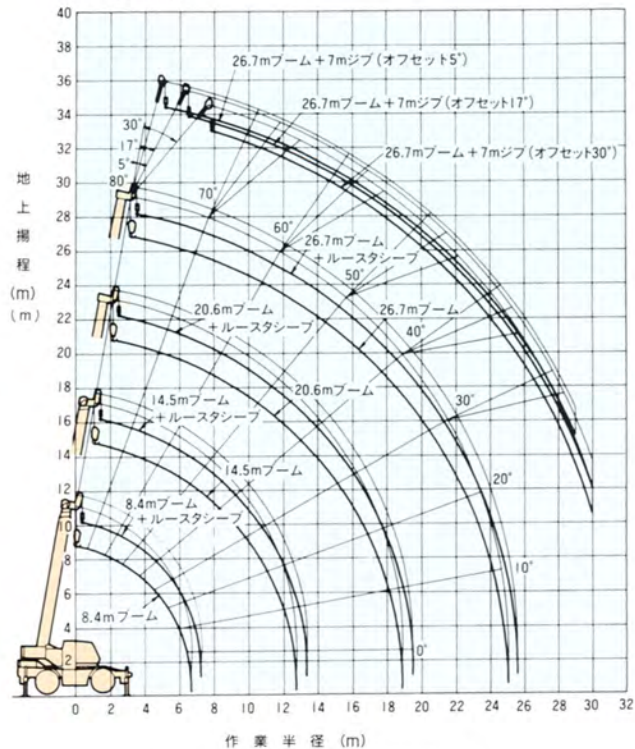 40
38
36
34
32
30
28
26
24
22
20
18
16
14
12
10
8
6
4
2
地上揚程
(m)
(m)
26.7mブーム+7mジブ(オフセット5°)
26.7mブーム+7mジブ(オフセット17°)
26.7mブーム+7mジブ(オフセット30°)
30°
17°
5°
80°
70°
60°
26.7mブーム
+ルースタシーブ
50°
26.7mブーム
40°
20.6mブーム
+ルースタシーブ
20.6mブーム
30°
14.5mブーム
+ルースタシーブ
14.5mブーム
20°
8.4mブーム
+ルースタシーブ
10°
8.4mブーム
0°
0 2 4 6 8 10 12 14 16 18 20 22 24 26 28 30 32
作業半径 (m)